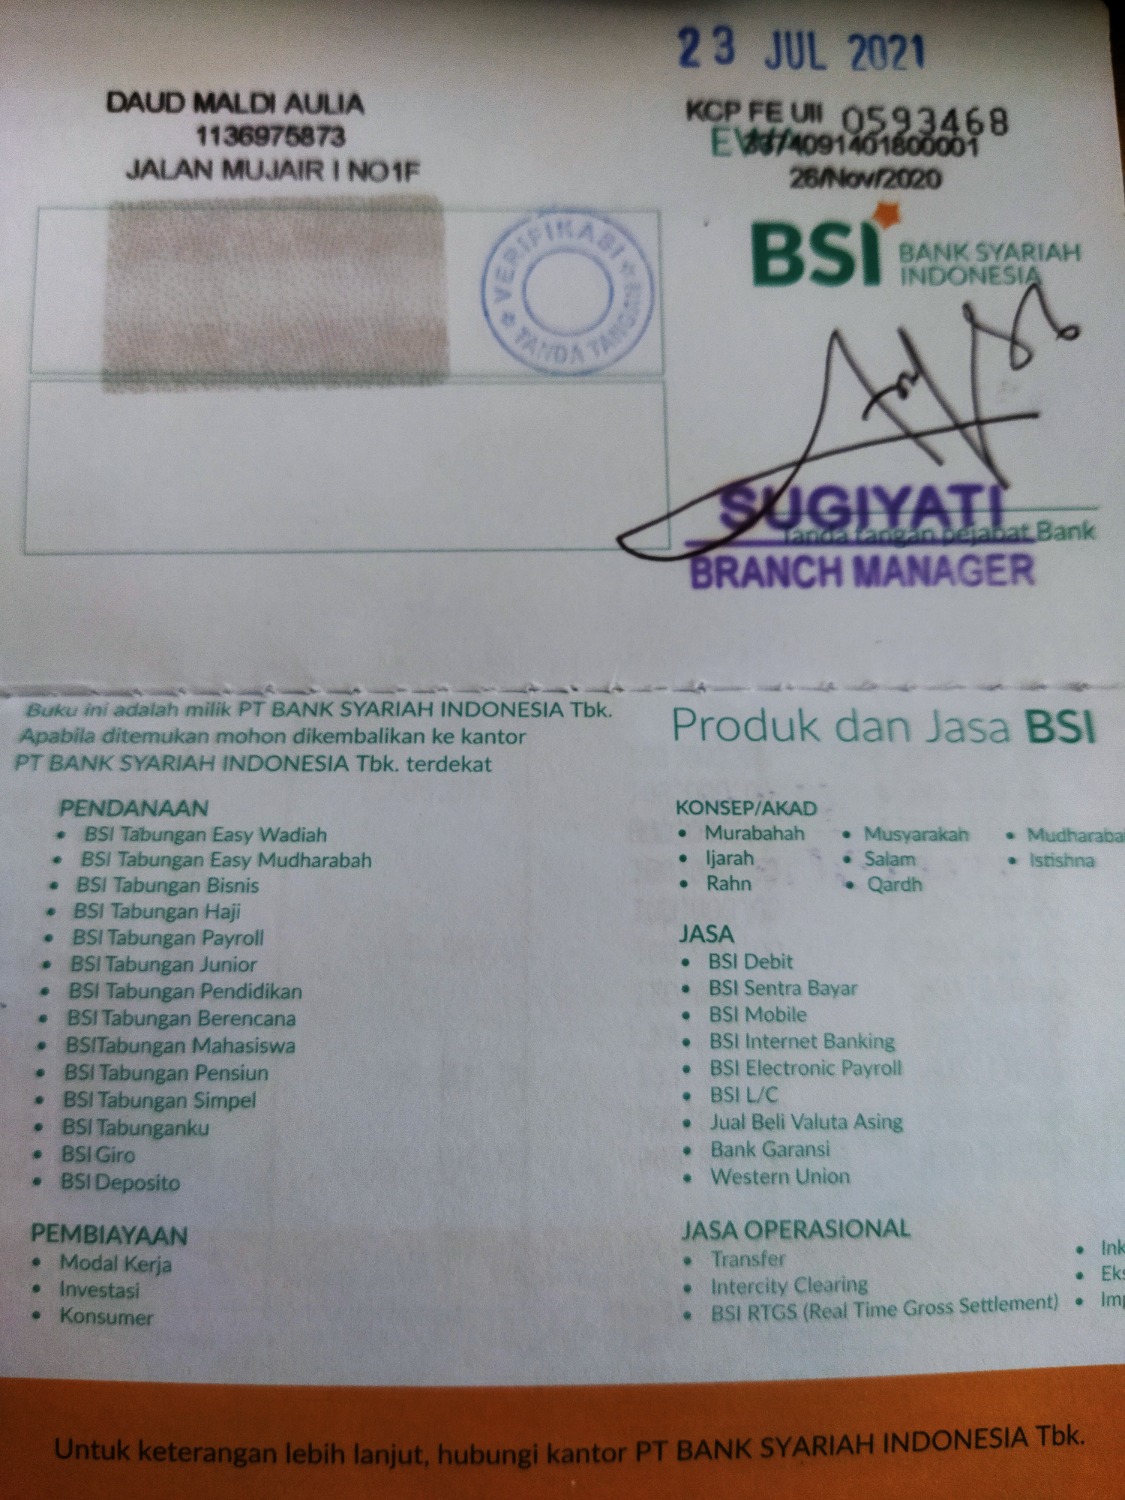 23 JUL 2021
DAUD MALDI AULIA
1136975873
JALAN MUJAIR I NO1F
KCP FE UII 0593468
4091401800001
26/Nov/2020
VERIFIKASI
TANDA TANGAN
BSI BANK SYARIAH
INDONESIA
SUGIYATI
Tanda tangan pejabat Bank
BRANCH MANAGER
Buku ini adalah milik PT BANK SYARIAH INDONESIA Tbk.
Apabila ditemukan mohon dikembalikan ke kantor
PT BANK SYARIAH INDONESIA Tbk. terdekat
PENDANAAN
• BSI Tabungan Easy Wadiah
• BSI Tabungan Easy Mudharabah
• BSI Tabungan Bisnis
• BSI Tabungan Haji
• BSI Tabungan Payroll
• BSI Tabungan Junior
• BSI Tabungan Pendidikan
• BSI Tabungan Berencana
• BSITabungan Mahasiswa
• BSI Tabungan Pensiun
• BSI Tabungan Simpel
• BSI Tabunganku
• BSI Giro
• BSI Deposito
PEMBIAYAAN
• Modal Kerja
• Investasi
• Konsumer
Produk dan Jasa BSI
KONSEP/AKAD
• Murabahah • Musyarakah • Mudharaba
• Ijarah • Salam • Istishna
• Rahn • Qardh
JASA
• BSI Debit
• BSI Sentra Bayar
• BSI Mobile
• BSI Internet Banking
• BSI Electronic Payroll
• BSI L/C
• Jual Beli Valuta Asing
• Bank Garansi
• Western Union
JASA OPERASIONAL
• Transfer • Ink
• Intercity Clearing • Eks
• BSI RTGS (Real Time Gross Settlement) • Imp
Untuk keterangan lebih lanjut, hubungi kantor PT BANK SYARIAH INDONESIA Tbk.